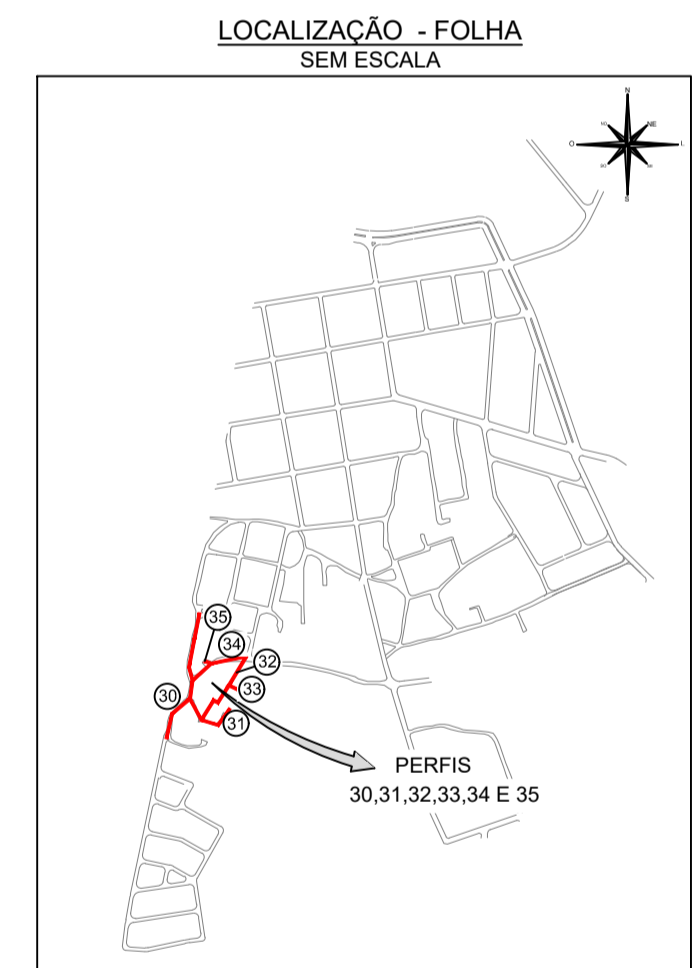 LOCALIZAÇÃO - FOLHA
SEM ESCALA
N
NE
O
L
S
35
34
32
33
30
31
PERFIS
30,31,32,33,34 E 35